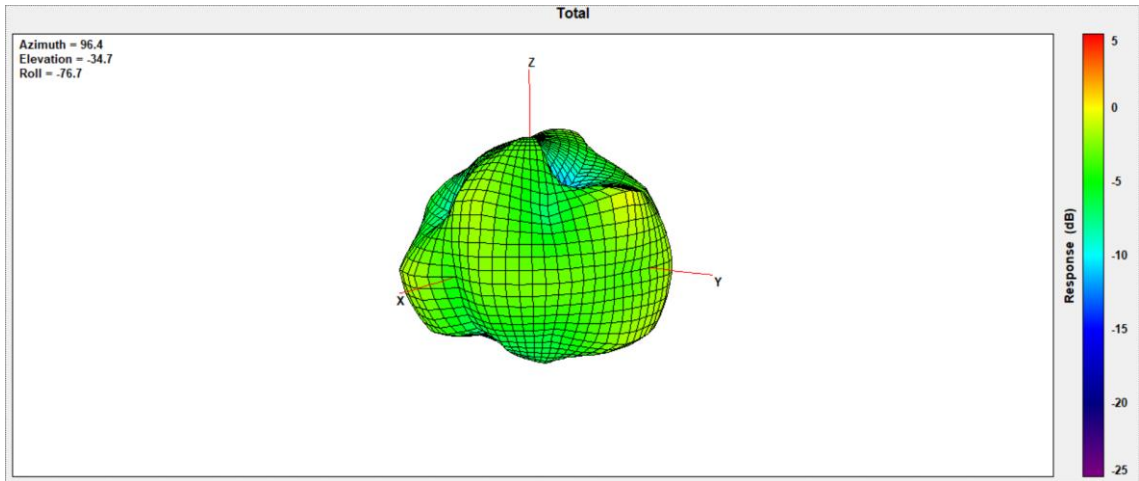 Total
Azimuth = 96.4
Elevation = -34.7
Roll = -76.7
Z
X
Y
5
0
-5
-10
-15
-20
-25
Response (dB)